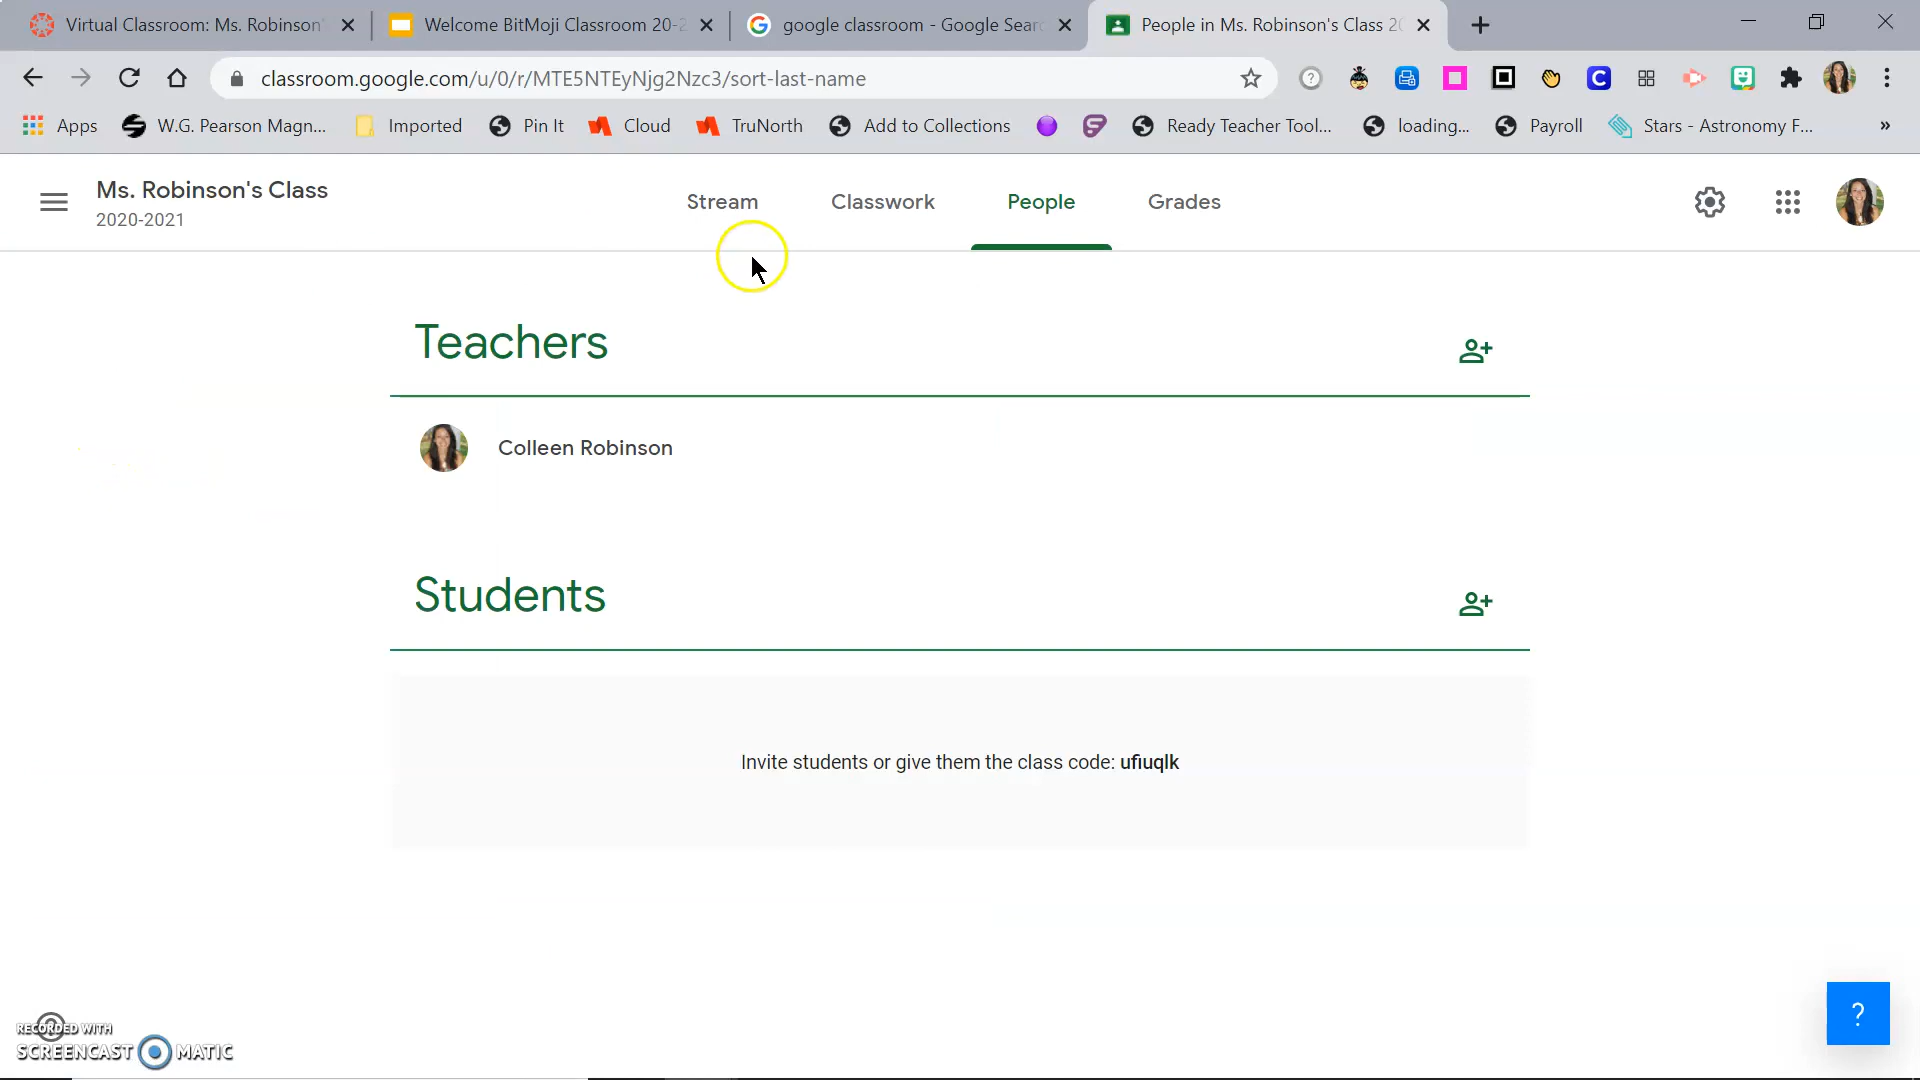 Virtual Classroom: Ms. Robinson'
Welcome BitMoji Classroom 20-2
google classroom - Google Sear
People in Ms. Robinson's Class 20
classroom.google.com/u/0/r/MTE5NTEyNjg2Nzc3/sort-last-name
Apps
W.G. Pearson Magn...
Imported
Pin It
Cloud
TruNorth
Add to Collections
Ready Teacher Tool...
loading...
Payroll
Stars - Astronomy F...
»
Ms. Robinson's Class
2020-2021
Stream
Classwork
People
Grades
Teachers
Colleen Robinson
Students
Invite students or give them the class code: ufiuqlk
?
RECORDED WITH
SCREENCAST MATIC